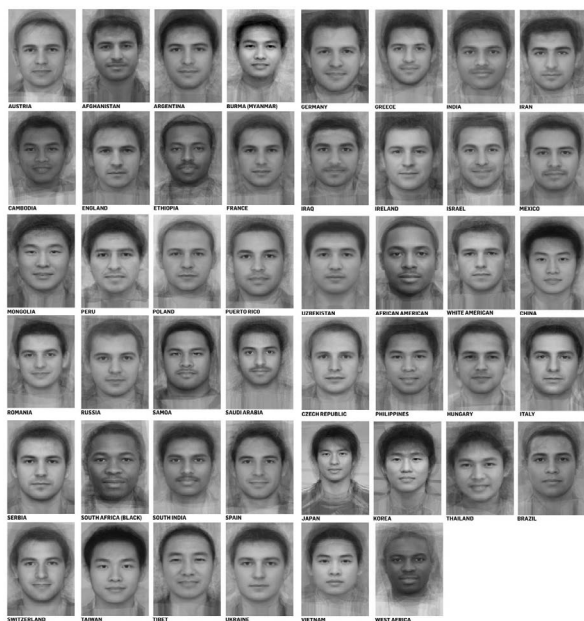 AUSTRIA AFGHANISTAN ARGENTINA BURMA (MYANMAR) GERMANY GREECE INDIA IRAN
CAMBODIA ENGLAND ETHIOPIA FRANCE IRAQ IRELAND ISRAEL MEXICO
MONGOLIA PERU POLAND PUERTO RICO UZBEKISTAN AFRICAN AMERICAN WHITE AMERICAN CHINA
ROMANIA RUSSIA SAMOA SAUDI ARABIA CZECH REPUBLIC PHILIPPINES HUNGARY ITALY
SERBIA SOUTH AFRICA (BLACK) SOUTH INDIA SPAIN JAPAN KOREA THAILAND BRAZIL
SWITZERLAND TAIWAN TIBET UKRAINE VIETNAM WEST AFRICA